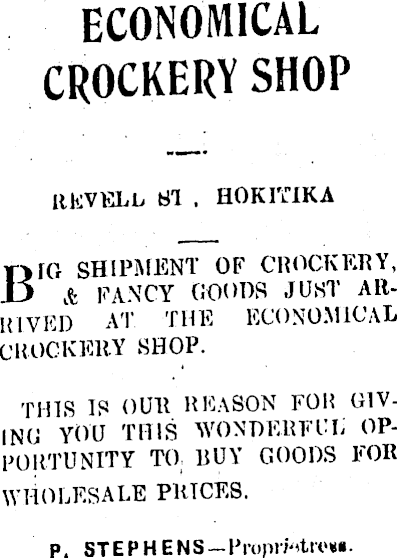 ECONOMICAL
CROCKERY SHOP
REVELL ST , HOKITIKA
BIG SHIPMENT OF CROCKERY,
& FANCY GOODS JUST AR-
RIVED AT THE ECONOMICAL
CROCKERY SHOP.
THIS IS OUR REASON FOR GIV-
ING YOU THIS WONDERFUL OP-
PORTUNITY TO BUY GOODS FOR
WHOLESALE PRICES.
P. STEPHENS—Proprietress.